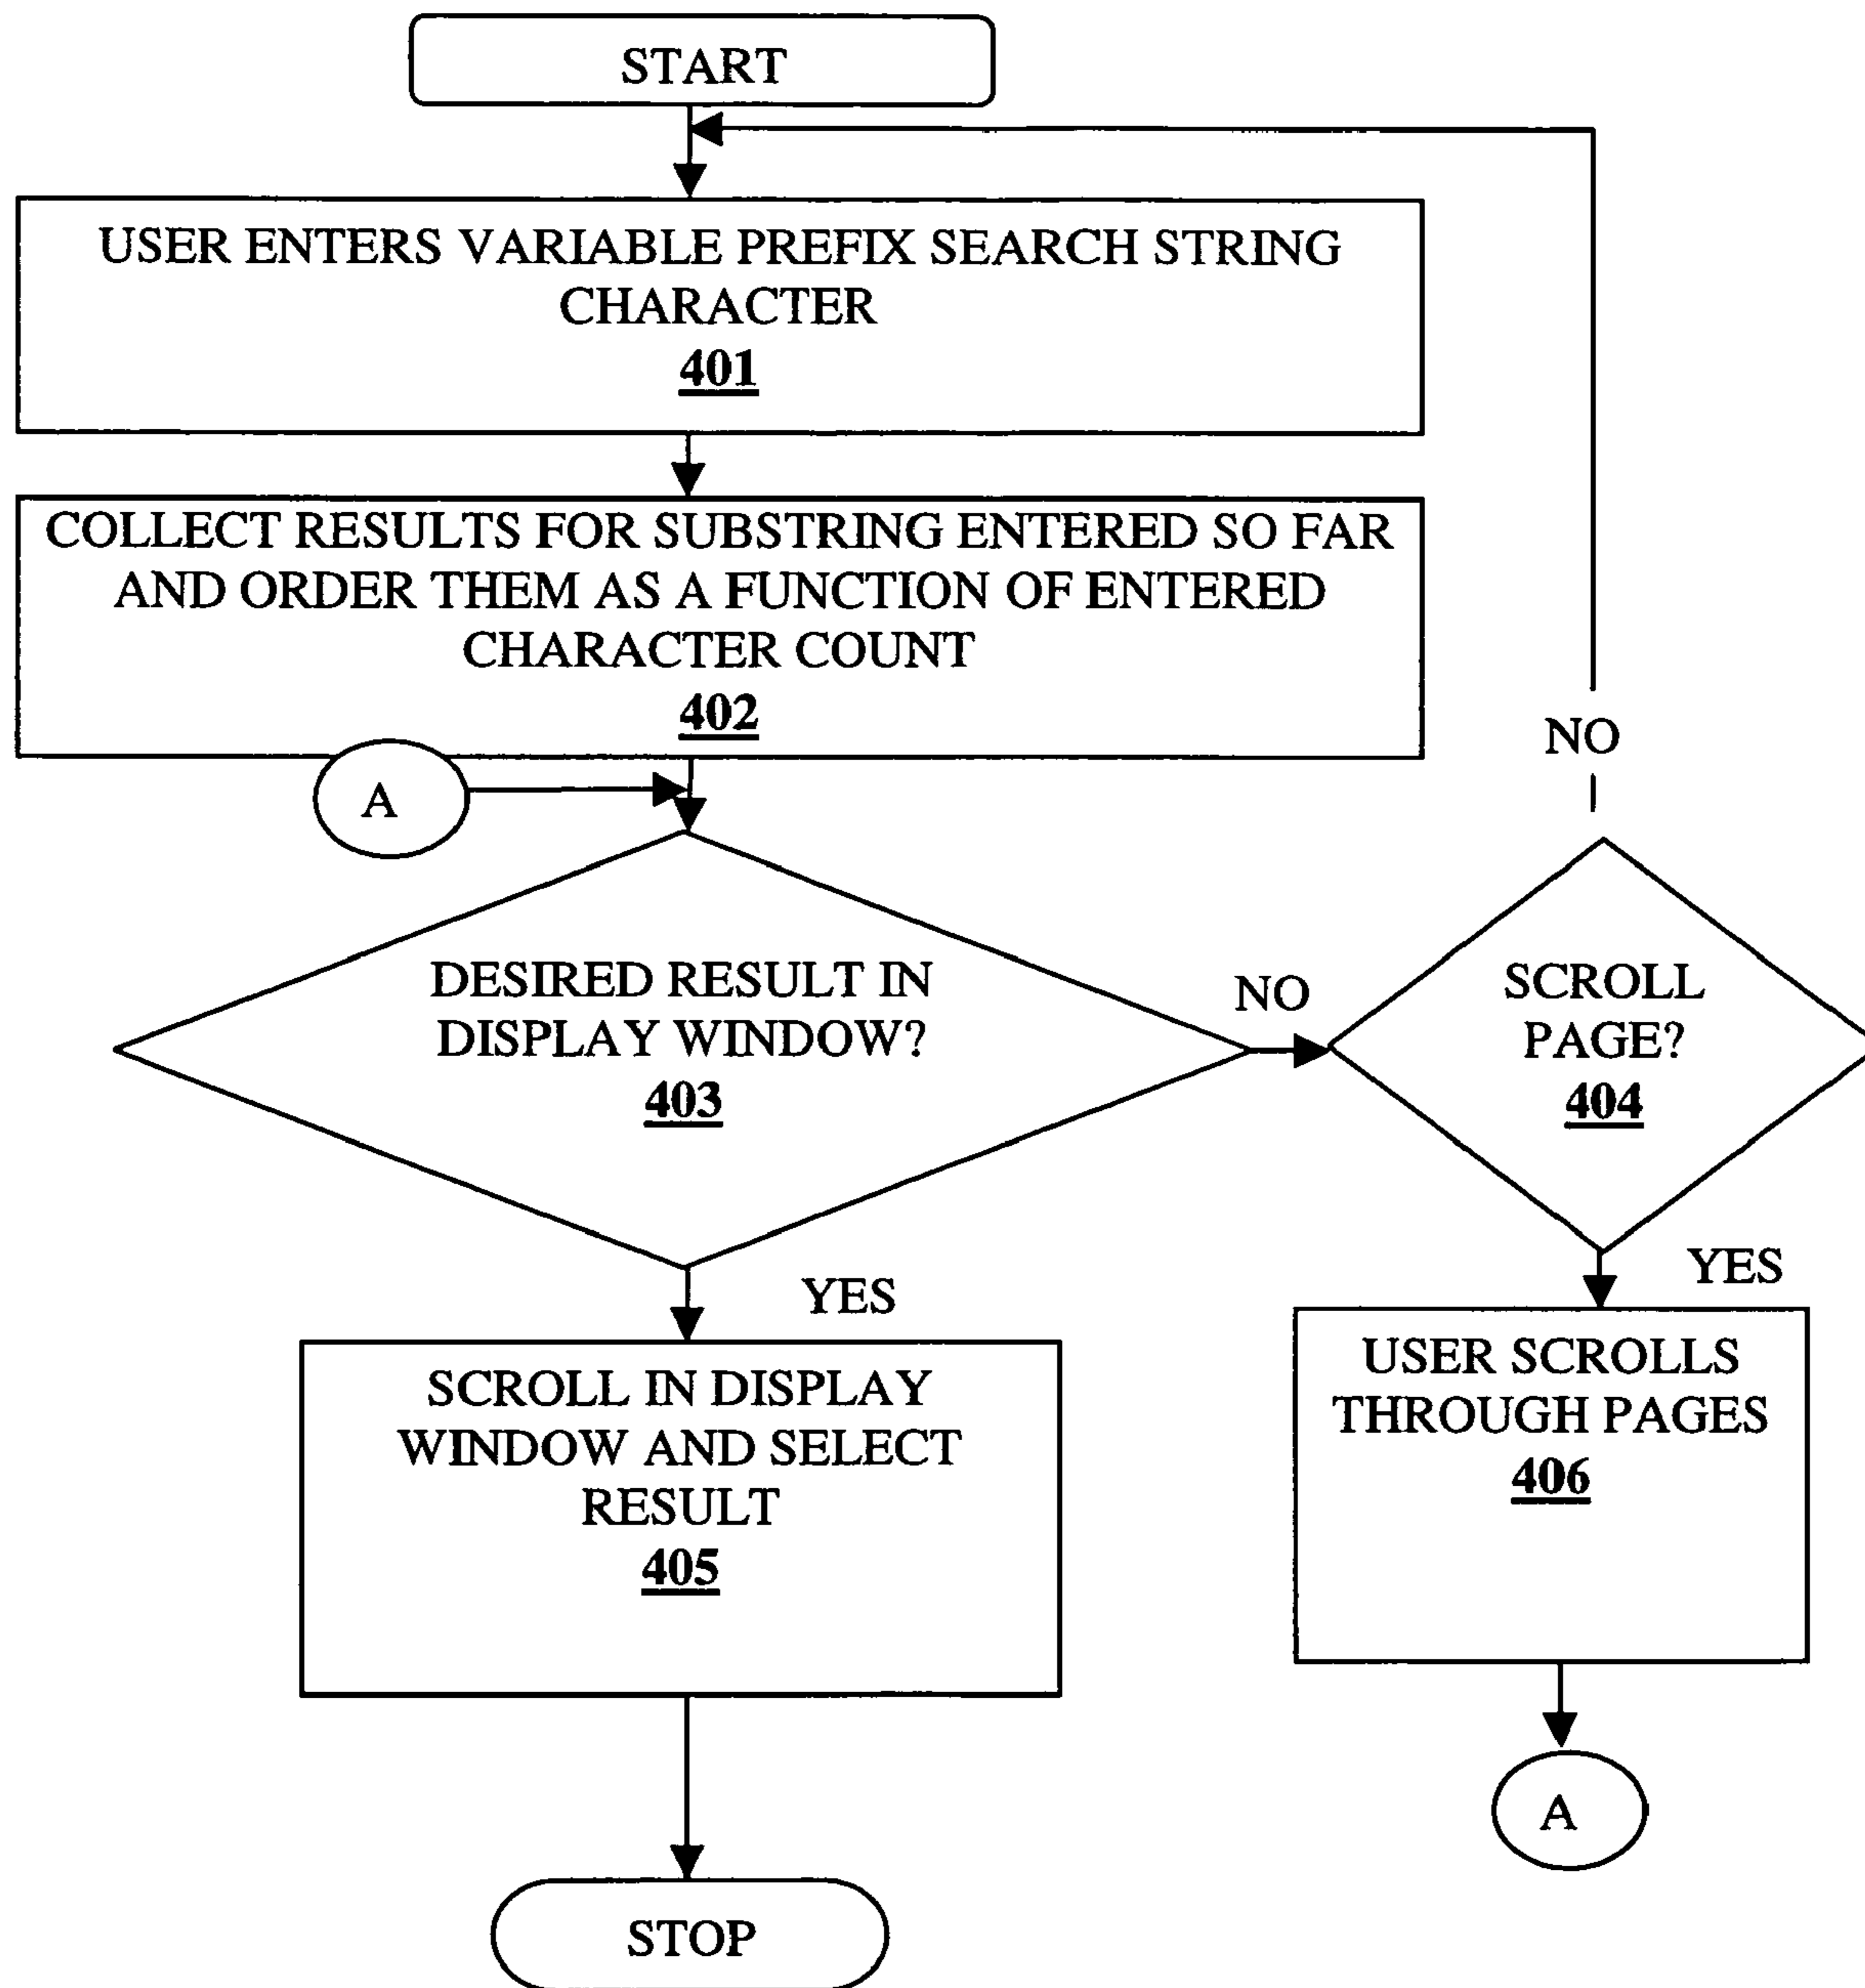 START
USER ENTERS VARIABLE PREFIX SEARCH STRING
CHARACTER
401
COLLECT RESULTS FOR SUBSTRING ENTERED SO FAR
AND ORDER THEM AS A FUNCTION OF ENTERED
CHARACTER COUNT
402
NO
A
DESIRED RESULT IN
DISPLAY WINDOW?
403
NO
SCROLL
PAGE?
404
YES
YES
SCROLL IN DISPLAY
WINDOW AND SELECT
RESULT
405
USER SCROLLS
THROUGH PAGES
406
A
STOP